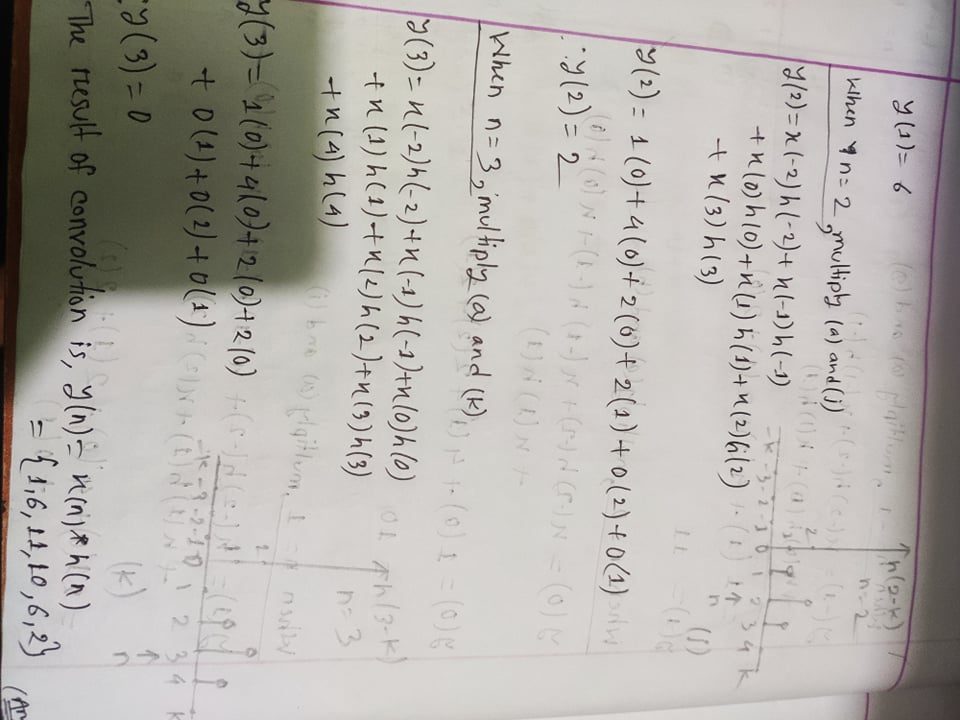 y(1) = 6
h(2-k)
n=2
When n=2, multiply (a) and (j)
2
1
-k -3 -2 -1 0 1 2 3 4 k
↑
n
(j)
y(2) = x(-2)h(-2) + x(-1)h(-1)
+ x(0)h(0) + x(1)h(1) + x(2)h(2)
+ x(3)h(3)
y(2) = 1(0) + 4(0) + 2(0) + 2(1) + 0(2) + 0(1)
∴ y(2) = 2
When n=3, multiply (a) and (k)
y(3) = x(-2)h(-2) + x(-1)h(-1) + x(0)h(0)
+ x(1)h(1) + x(2)h(2) + x(3)h(3)
+ x(4)h(4)
h(3-k)
n=3
2
1
-k -3 -2 -1 0 1 2 3 4 k
↑
n
(k)
y(3) = 1(0) + 4(0) + 2(0) + 2(0)
+ 0(1) + 0(2) + 0(1)
∴ y(3) = 0
The result of convolution is, y(n) = x(n) * h(n)
= {1, 6, 11, 10, 6, 2}